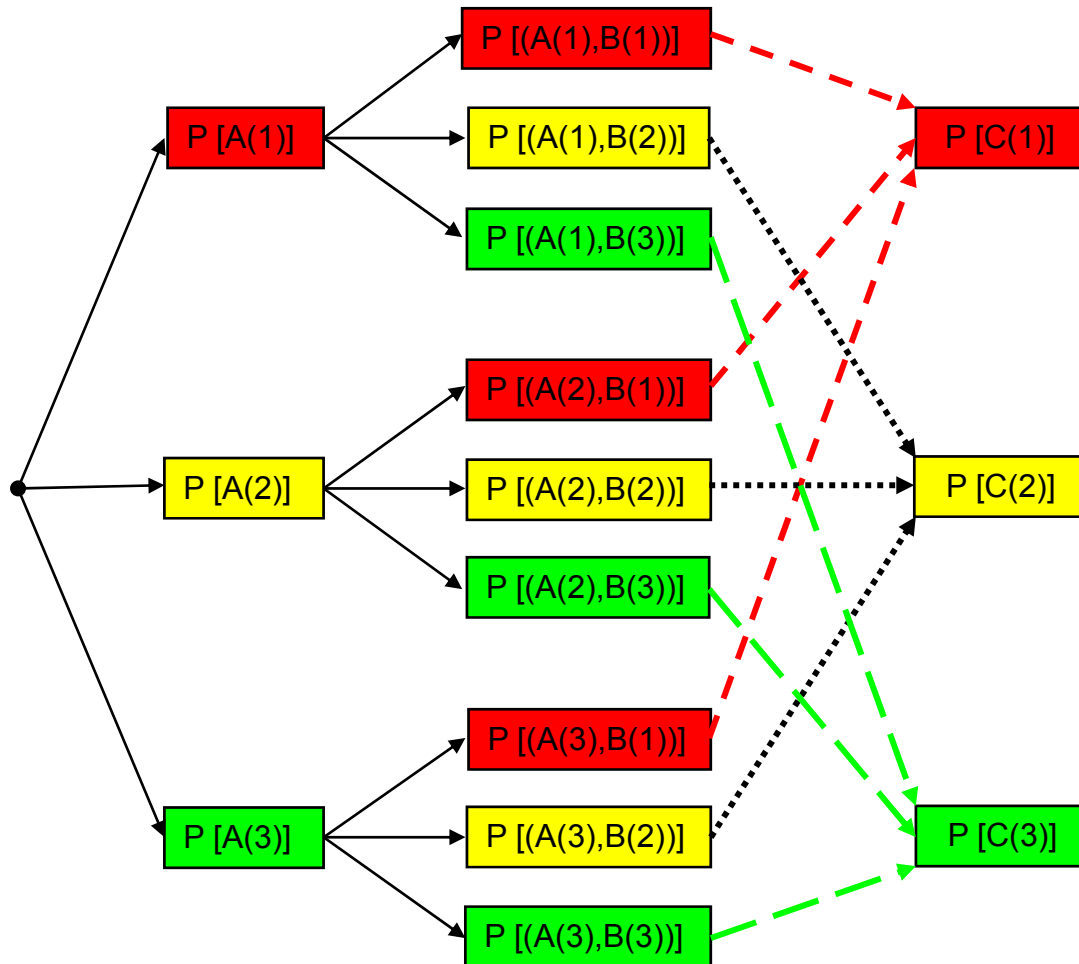 P [(A(1),B(1))]
P [A(1)]
P [(A(1),B(2))]
P [C(1)]
P [(A(1),B(3))]
P [(A(2),B(1))]
P [A(2)]
P [(A(2),B(2))]
P [C(2)]
P [(A(2),B(3))]
P [(A(3),B(1))]
P [A(3)]
P [(A(3),B(2))]
P [C(3)]
P [(A(3),B(3))]